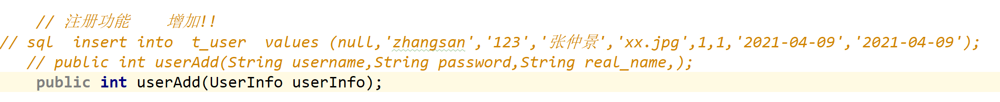 // 注册功能    增加!!
// sql  insert into  t_user  values (null,'zhangsan','123','张仲景','xx.jpg',1,1,'2021-04-09','2021-04-09');
// public int userAdd(String username,String password,String real_name,);
public int userAdd(UserInfo userInfo);